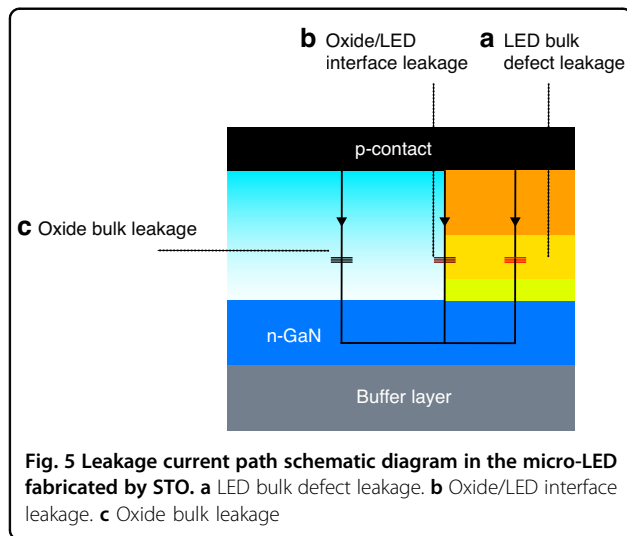 b Oxide/LED
interface leakage
a LED bulk
defect leakage
p-contact
c Oxide bulk leakage
n-GaN
Buffer layer
Fig. 5 Leakage current path schematic diagram in the micro-LED
fabricated by STO. a LED bulk defect leakage. b Oxide/LED interface
leakage. c Oxide bulk leakage